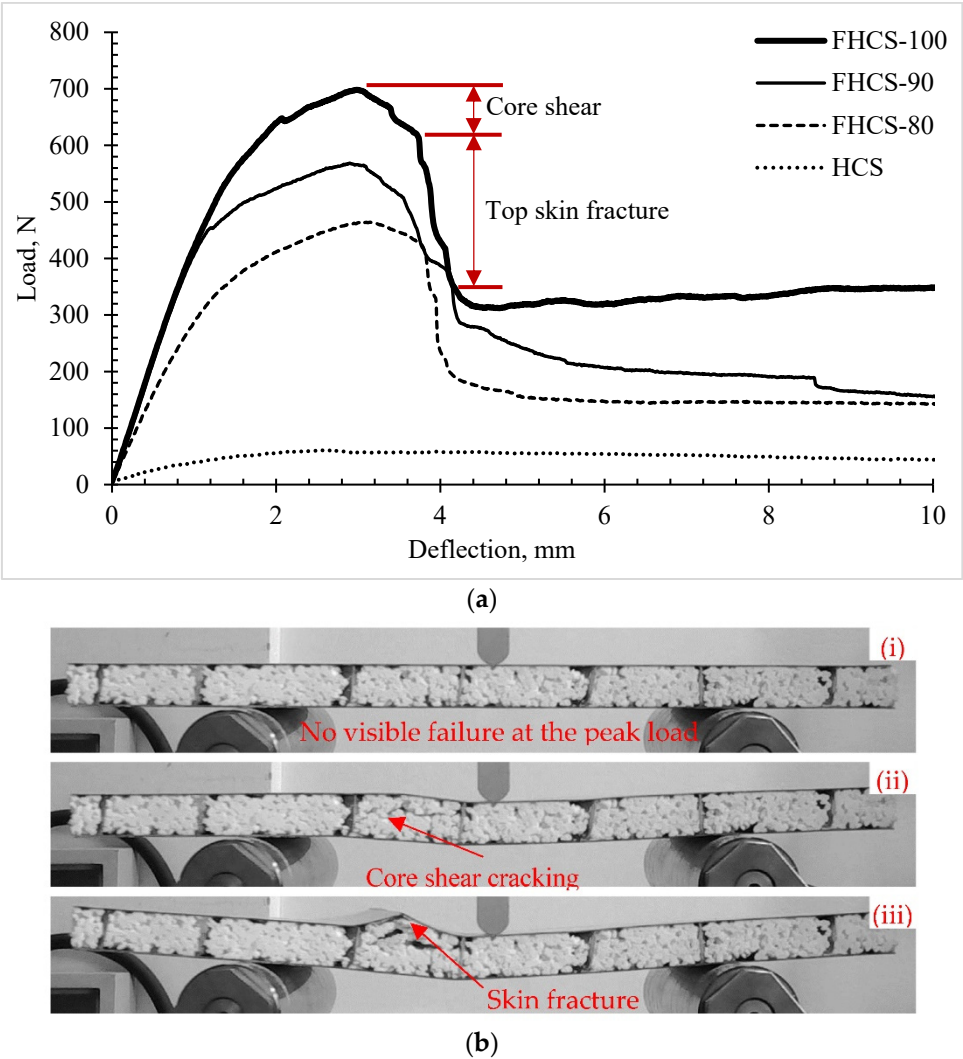 800
700
600
500
400
300
200
100
0
Load, N
0
2
4
6
8
10
Deflection, mm
FHCS-100
FHCS-90
FHCS-80
HCS
Core shear
Top skin fracture
(a)
(i)
No visible failure at the peak load
(ii)
Core shear cracking
(iii)
Skin fracture
(b)